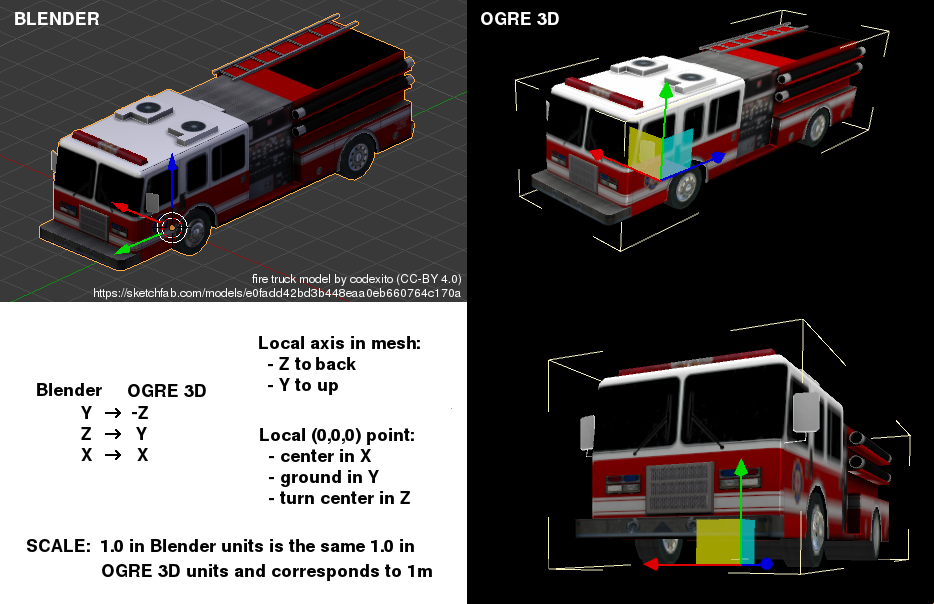 BLENDER
OGRE 3D
fire truck model by codexito (CC-BY 4.0)
https://sketchfab.com/models/e0fadd42bd3b448eaa0eb660764c170a
Local axis in mesh:
- Z to back
- Y to up
Blender OGRE 3D
Y → -Z
Z → Y
X → X
Local (0,0,0) point:
- center in X
- ground in Y
- turn center in Z
SCALE: 1.0 in Blender units is the same 1.0 in
OGRE 3D units and corresponds to 1m